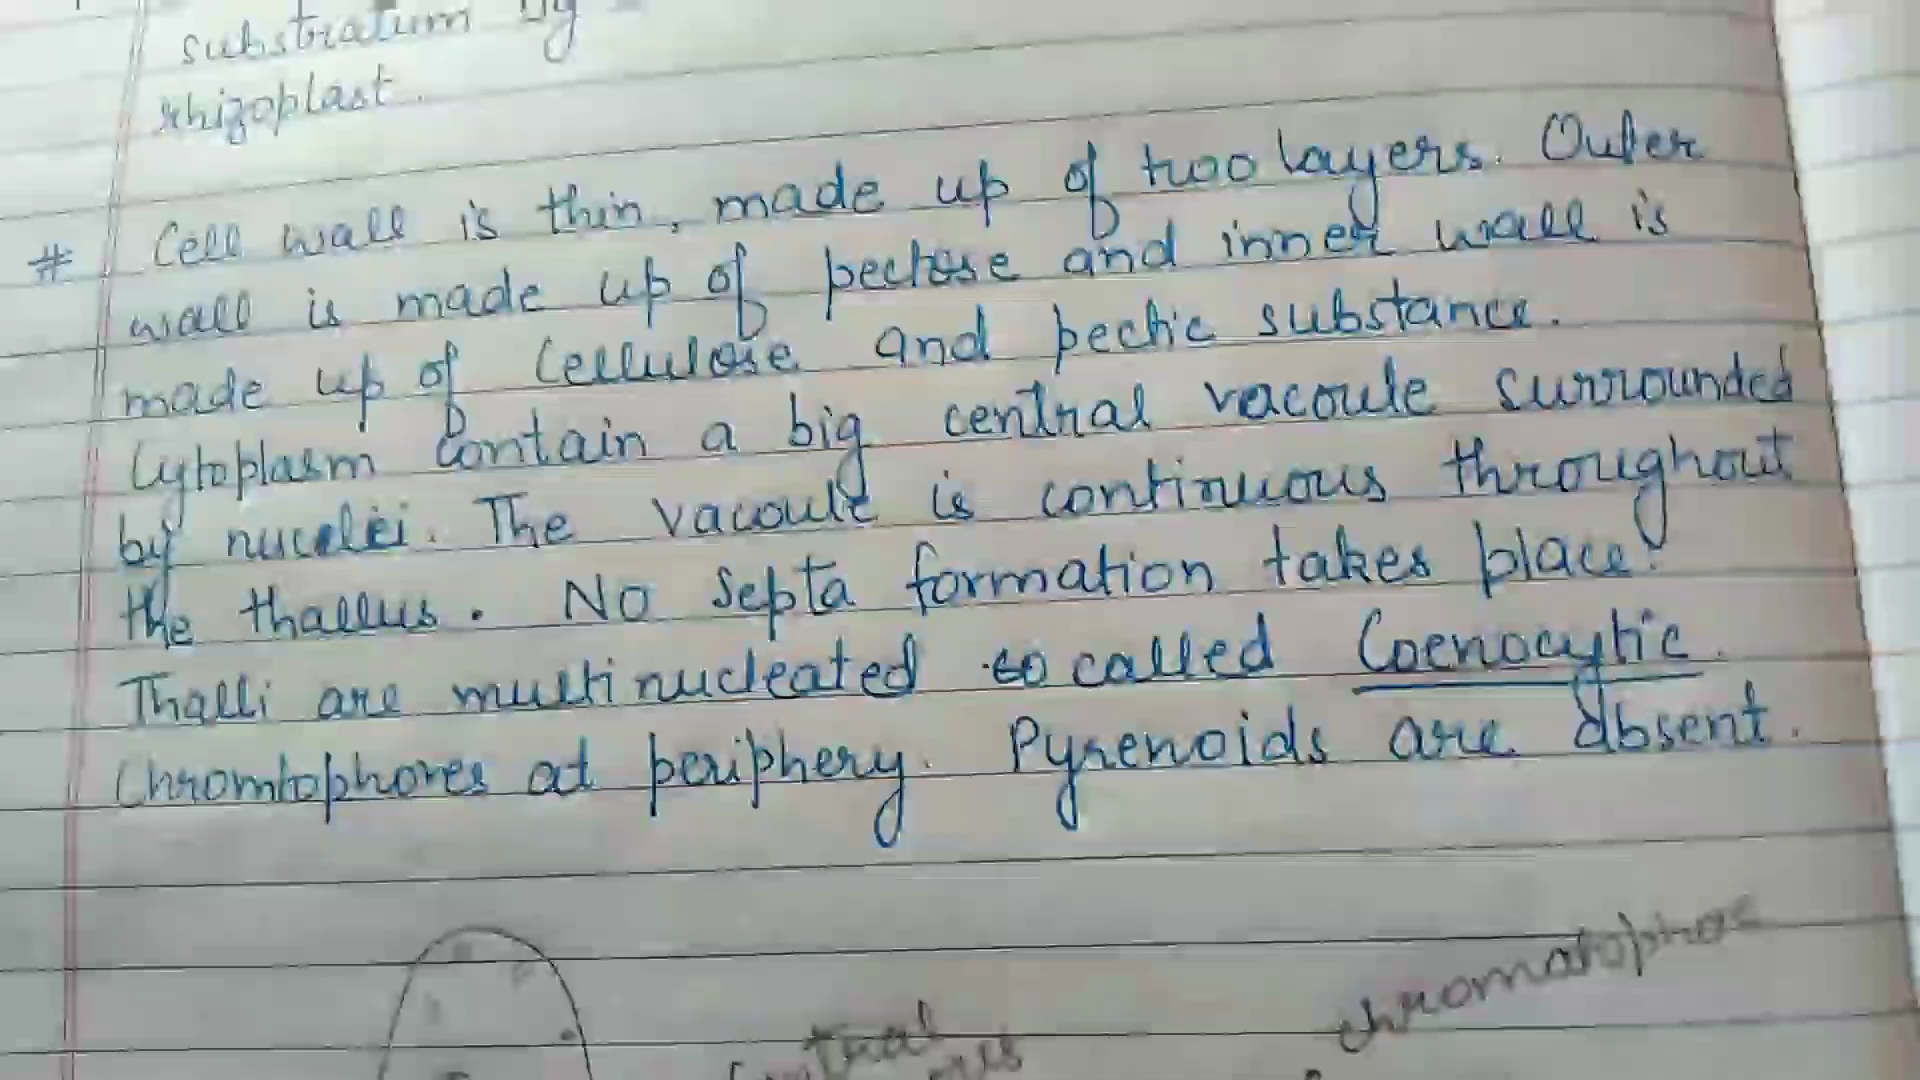 substratum by
rhizoplast.
# Cell wall is thin, made up of two layers. Outer
wall is made up of pectose and inner wall is
made up of Cellulose and pectic substance.
Cytoplasm contain a big central vacoule surrounded
by nuculei. The vacoule is continuous throughout
the thallus. No Septa formation takes place.
Thalli are multinucleated so called Coenocytic.
Chromtophores at periphery. Pyrenoids are absent.
chromatophore
Central